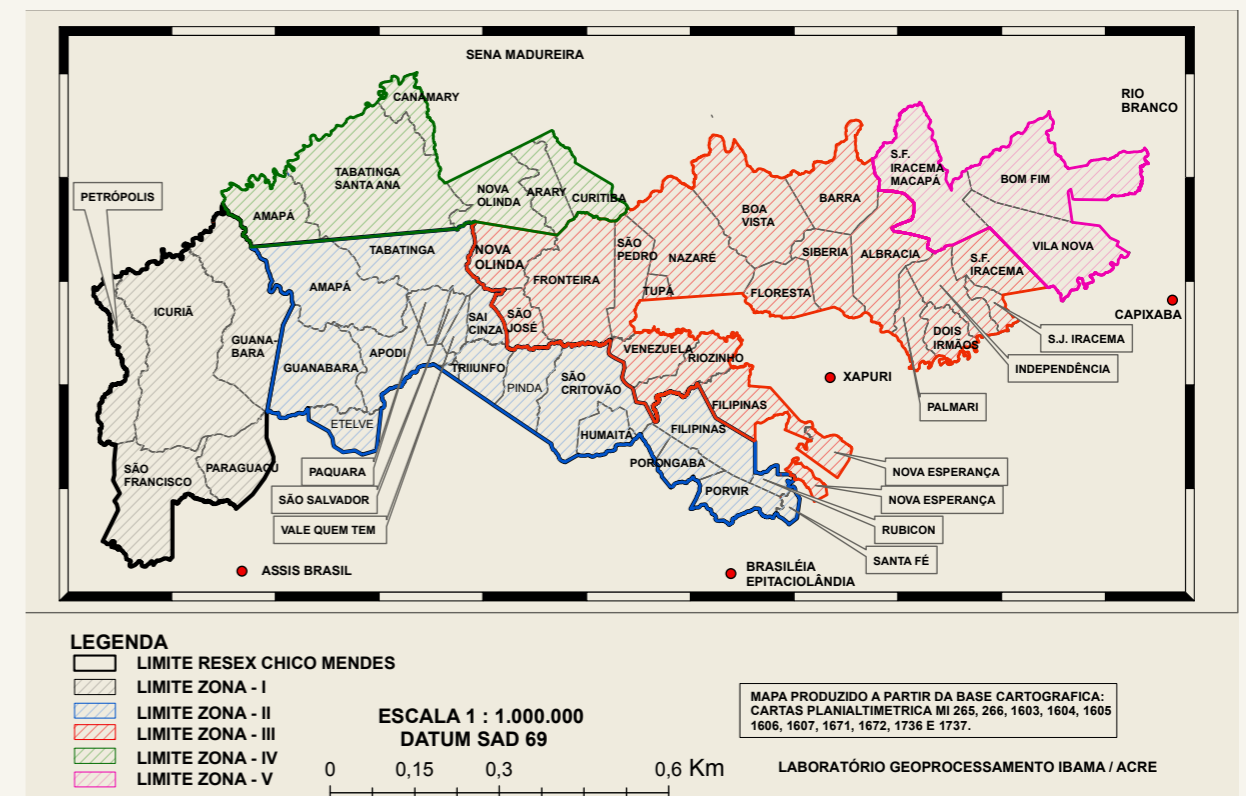 SENA MADUREIRA
RIO
BRANCO
CANAMARY
TABATINGA
SANTA ANA
NOVA
OLINDA
ARARY
CURITIBA
AMAPÁ
PETRÓPOLIS
S.F.
IRACEMA
MACAPÁ
BOM FIM
BARRA
BOA
VISTA
VILA NOVA
TABATINGA
NOVA
OLINDA
FRONTEIRA
SÃO
PEDRO
NAZARÉ
SIBERIA
ALBRACIA
S.F.
IRACEMA
AMAPÁ
TUPÁ
FLORESTA
ICURIÃ
SAI
CINZA
SÃO
JOSÉ
CAPIXABA
GUANA-
BARA
DOIS
IRMÃOS
S.J. IRACEMA
APODI
GUANABARA
TRIIUNFO
VENEZUELA
RIOZINHO
INDEPENDÊNCIA
XAPURI
PINDA
SÃO
CRITOVÃO
FILIPINAS
PALMARI
ETELVE
HUMAITÁ
FILIPINAS
SÃO
FRANCISCO
PARAGUAÇU
PAQUARA
PORONGABA
NOVA ESPERANÇA
SÃO SALVADOR
PORVIR
NOVA ESPERANÇA
VALE QUEM TEM
RUBICON
SANTA FÉ
ASSIS BRASIL
BRASILÉIA
EPITACIOLÂNDIA
LEGENDA
LIMITE RESEX CHICO MENDES
LIMITE ZONA - I
LIMITE ZONA - II
LIMITE ZONA - III
LIMITE ZONA - IV
LIMITE ZONA - V
ESCALA 1 : 1.000.000
DATUM SAD 69
0 0,15 0,3 0,6 Km
MAPA PRODUZIDO A PARTIR DA BASE CARTOGRAFICA:
CARTAS PLANIALTIMETRICA MI 265, 266, 1603, 1604, 1605
1606, 1607, 1671, 1672, 1736 E 1737.
LABORATÓRIO GEOPROCESSAMENTO IBAMA / ACRE